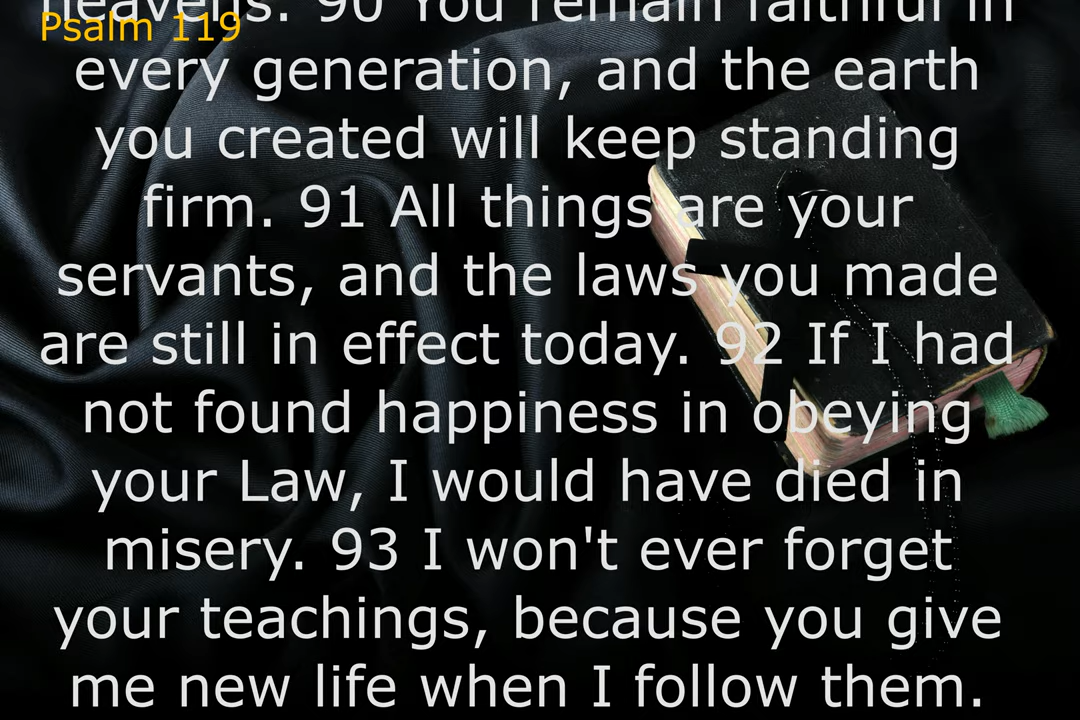 Psalm 119
heavens. 90 You remain faithful in
every generation, and the earth
you created will keep standing
firm. 91 All things are your
servants, and the laws you made
are still in effect today. 92 If I had
not found happiness in obeying
your Law, I would have died in
misery. 93 I won't ever forget
your teachings, because you give
me new life when I follow them.